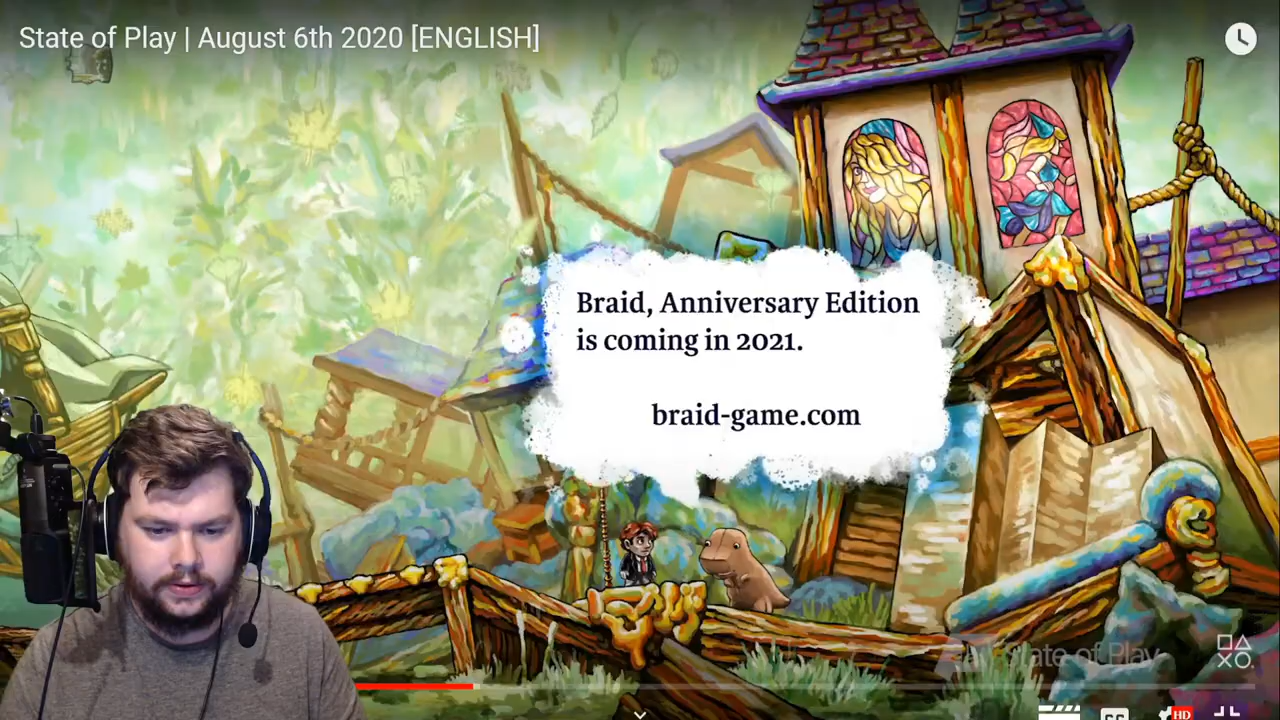 State of Play | August 6th 2020 [ENGLISH]
Braid, Anniversary Edition
is coming in 2021.
braid-game.com
State of Play
HD